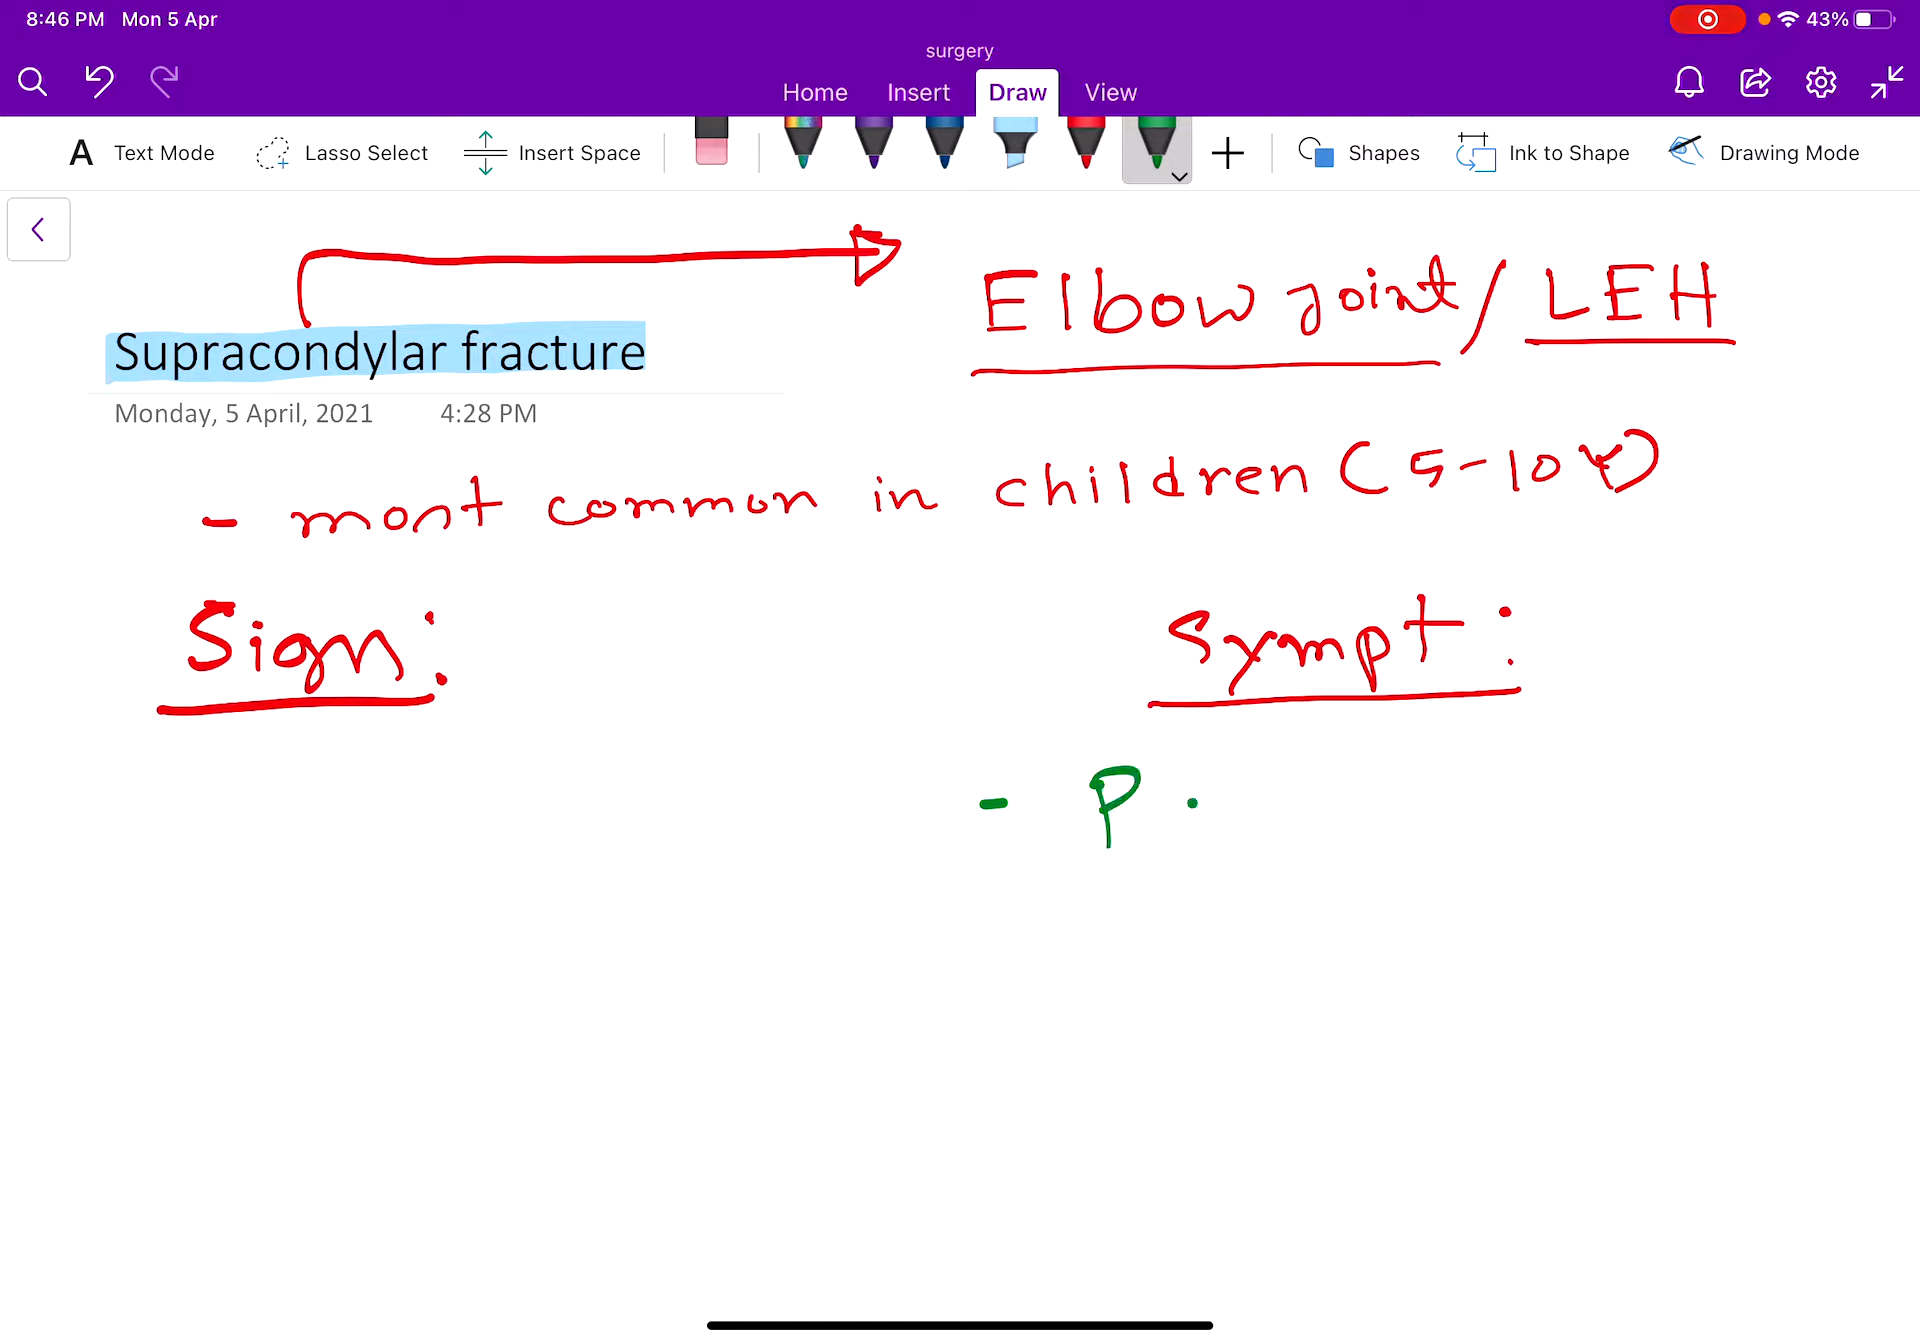 8:46 PM Mon 5 Apr 43%
surgery
Home Insert Draw View
A Text Mode Lasso Select Insert Space Shapes Ink to Shape Drawing Mode
Elbow joint / LEH
Supracondylar fracture
Monday, 5 April, 2021 4:28 PM
- most common in children (5-10 Y)
Sign: Sympt:
- P